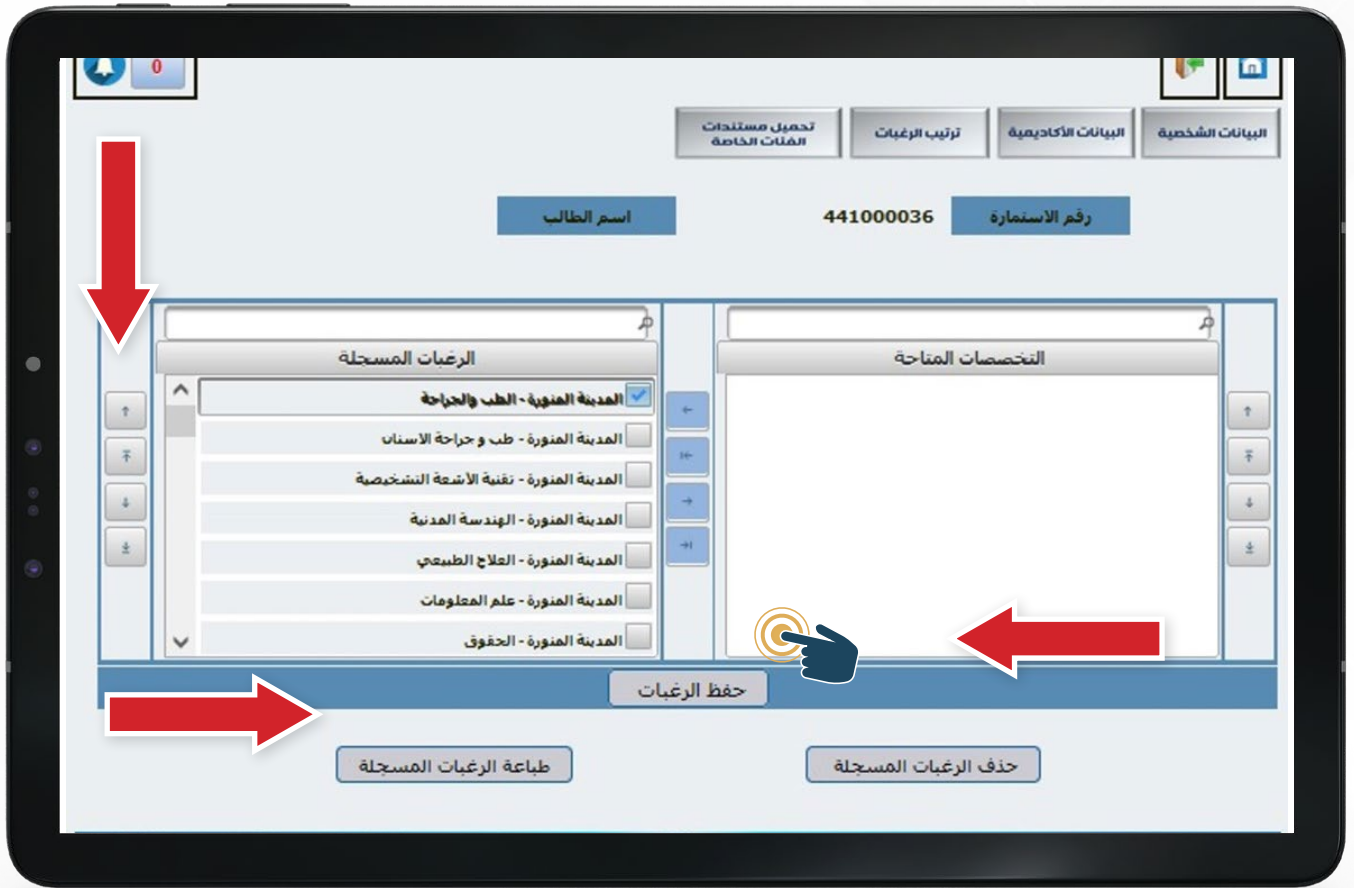 0
البيانات الشخصية
البيانات الأكاديمية
ترتيب الرغبات
تحميل مستندات
الفئات الخاصة
رقم الاستمارة 441000036 اسم الطالب
التخصصات المتاحة
الرغبات المسجلة
المدينة المنورة - الطب والجراحة
المدينة المنورة - طب و جراحة الاسنان
المدينة المنورة - تقنية الأشعة التشخيصية
المدينة المنورة - الهندسة المدنية
المدينة المنورة - العلاج الطبيعي
المدينة المنورة - علم المعلومات
المدينة المنورة - الحقوق
حفظ الرغبات
حذف الرغبات المسجلة
طباعة الرغبات المسجلة